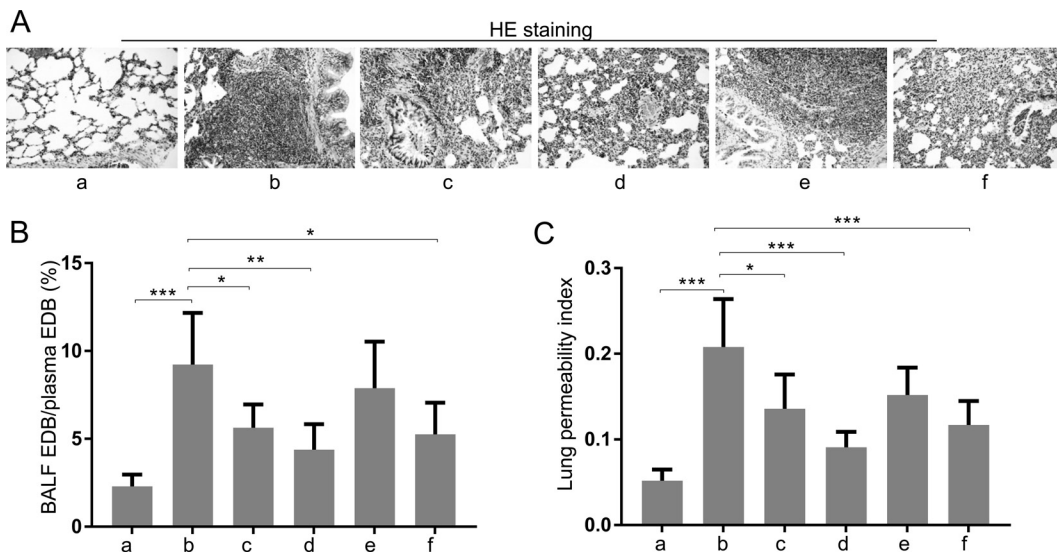 A
HE staining
a b c d e f
B
BALF EDB/plasma EDB (%)
15
10
5
0
***
*
**
*
a b c d e f
C
Lung permeability index
0.3
0.2
0.1
0.0
***
*
***
***
a b c d e f